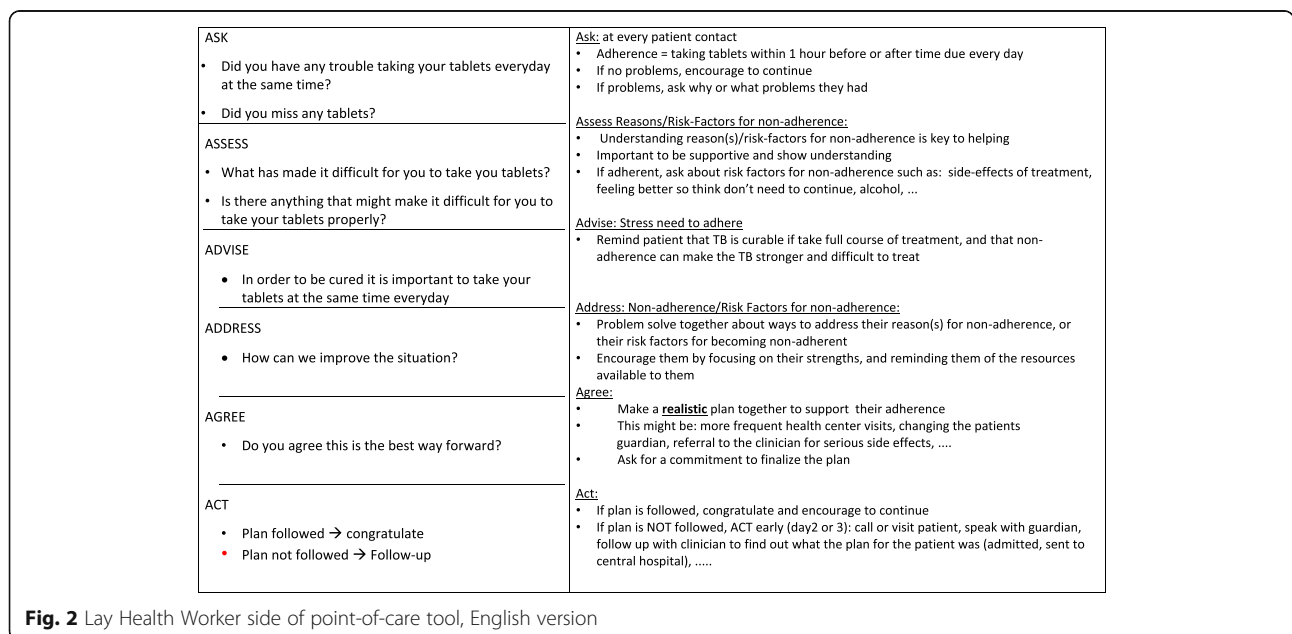 ASK
• Did you have any trouble taking your tablets everyday
at the same time?
• Did you miss any tablets?
ASSESS
• What has made it difficult for you to take you tablets?
• Is there anything that might make it difficult for you to
take your tablets properly?
ADVISE
• In order to be cured it is important to take your
tablets at the same time everyday
ADDRESS
• How can we improve the situation?
AGREE
• Do you agree this is the best way forward?
ACT
• Plan followed → congratulate
• Plan not followed → Follow-up
Ask: at every patient contact
• Adherence = taking tablets within 1 hour before or after time due every day
• If no problems, encourage to continue
• If problems, ask why or what problems they had
Assess Reasons/Risk-Factors for non-adherence:
• Understanding reason(s)/risk-factors for non-adherence is key to helping
• Important to be supportive and show understanding
• If adherent, ask about risk factors for non-adherence such as: side-effects of treatment,
feeling better so think don't need to continue, alcohol, ...
Advise: Stress need to adhere
• Remind patient that TB is curable if take full course of treatment, and that non-
adherence can make the TB stronger and difficult to treat
Address: Non-adherence/Risk Factors for non-adherence:
• Problem solve together about ways to address their reason(s) for non-adherence, or
their risk factors for becoming non-adherent
• Encourage them by focusing on their strengths, and reminding them of the resources
available to them
Agree:
• Make a realistic plan together to support their adherence
• This might be: more frequent health center visits, changing the patients
guardian, referral to the clinician for serious side effects, ....
• Ask for a commitment to finalize the plan
Act:
• If plan is followed, congratulate and encourage to continue
• If plan is NOT followed, ACT early (day2 or 3): call or visit patient, speak with guardian,
follow up with clinician to find out what the plan for the patient was (admitted, sent to
central hospital), .....
Fig. 2 Lay Health Worker side of point-of-care tool, English version